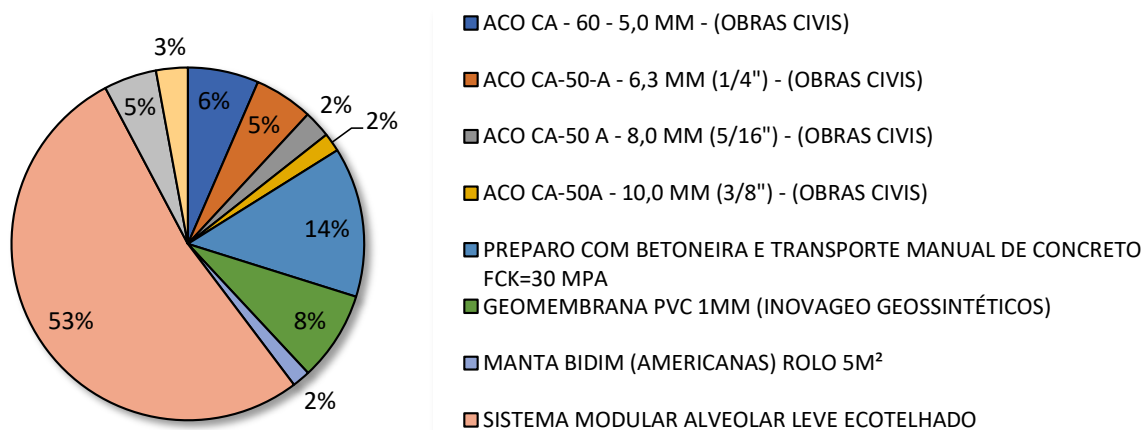 3%
6%
5%
5%
2%
2%
14%
8%
53%
2%
ACO CA - 60 - 5,0 MM - (OBRAS CIVIS)
ACO CA-50-A - 6,3 MM (1/4") - (OBRAS CIVIS)
ACO CA-50 A - 8,0 MM (5/16") - (OBRAS CIVIS)
ACO CA-50A - 10,0 MM (3/8") - (OBRAS CIVIS)
PREPARO COM BETONEIRA E TRANSPORTE MANUAL DE CONCRETO
FCK=30 MPA
GEOMEMBRANA PVC 1MM (INOVAGEO GEOSSINTÉTICOS)
MANTA BIDIM (AMERICANAS) ROLO 5M²
SISTEMA MODULAR ALVEOLAR LEVE ECOTELHADO